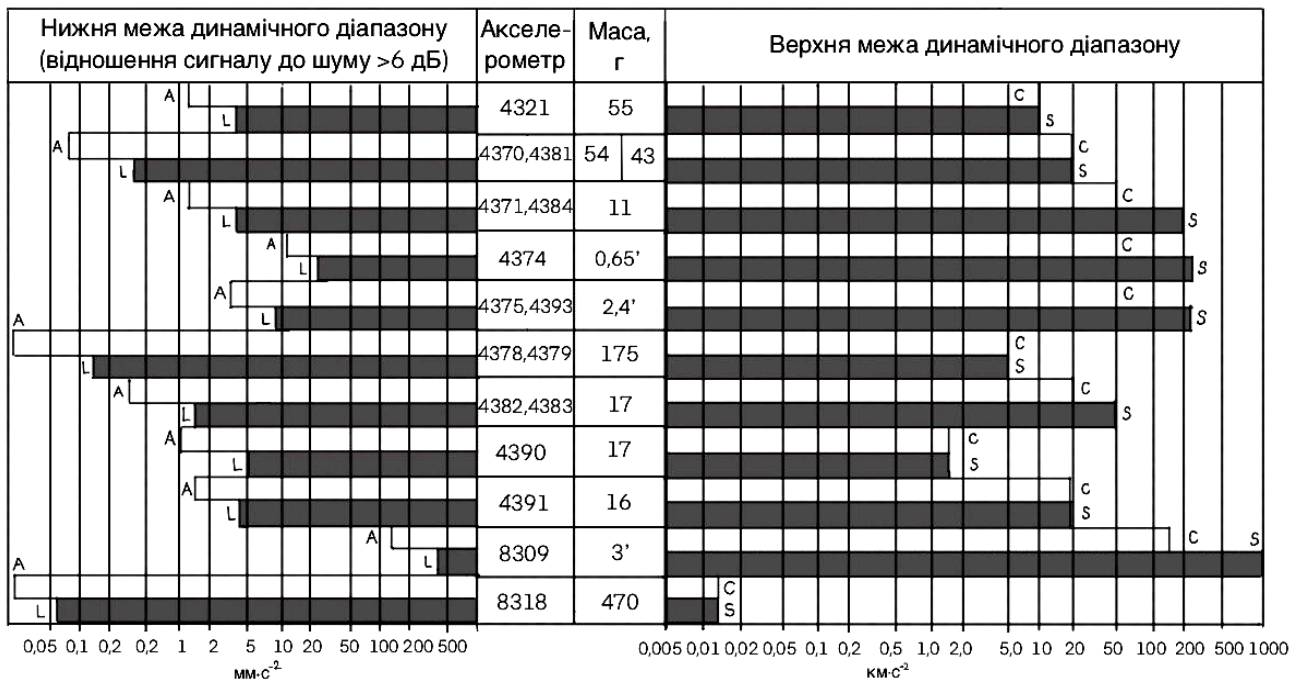 Нижня межа динамічного діапазону
(відношення сигналу до шуму >6 дБ)
Акселе-
рометр
Маса,
г
Верхня межа динамічного діапазону
A L 4321 55 C S
A L 4370,4381 54 43 C S
A L 4371,4384 11 C S
A L 4374 0,65' C S
A L 4375,4393 2,4' C S
A L 4378,4379 175 C S
A L 4382,4383 17 C S
A L 4390 17 C S
A L 4391 16 C S
A L 8309 3' C S
A L 8318 470 C S
0,05 0,1 0,2 0,2 1 2 5 10 20 50 100 200 500
0,005 0,01 0,02 0,05 0,1 0,2 0,5 1,0 2,0 5,0 10 20 50 100 200 500 1000
мм·с⁻²
км·с⁻²